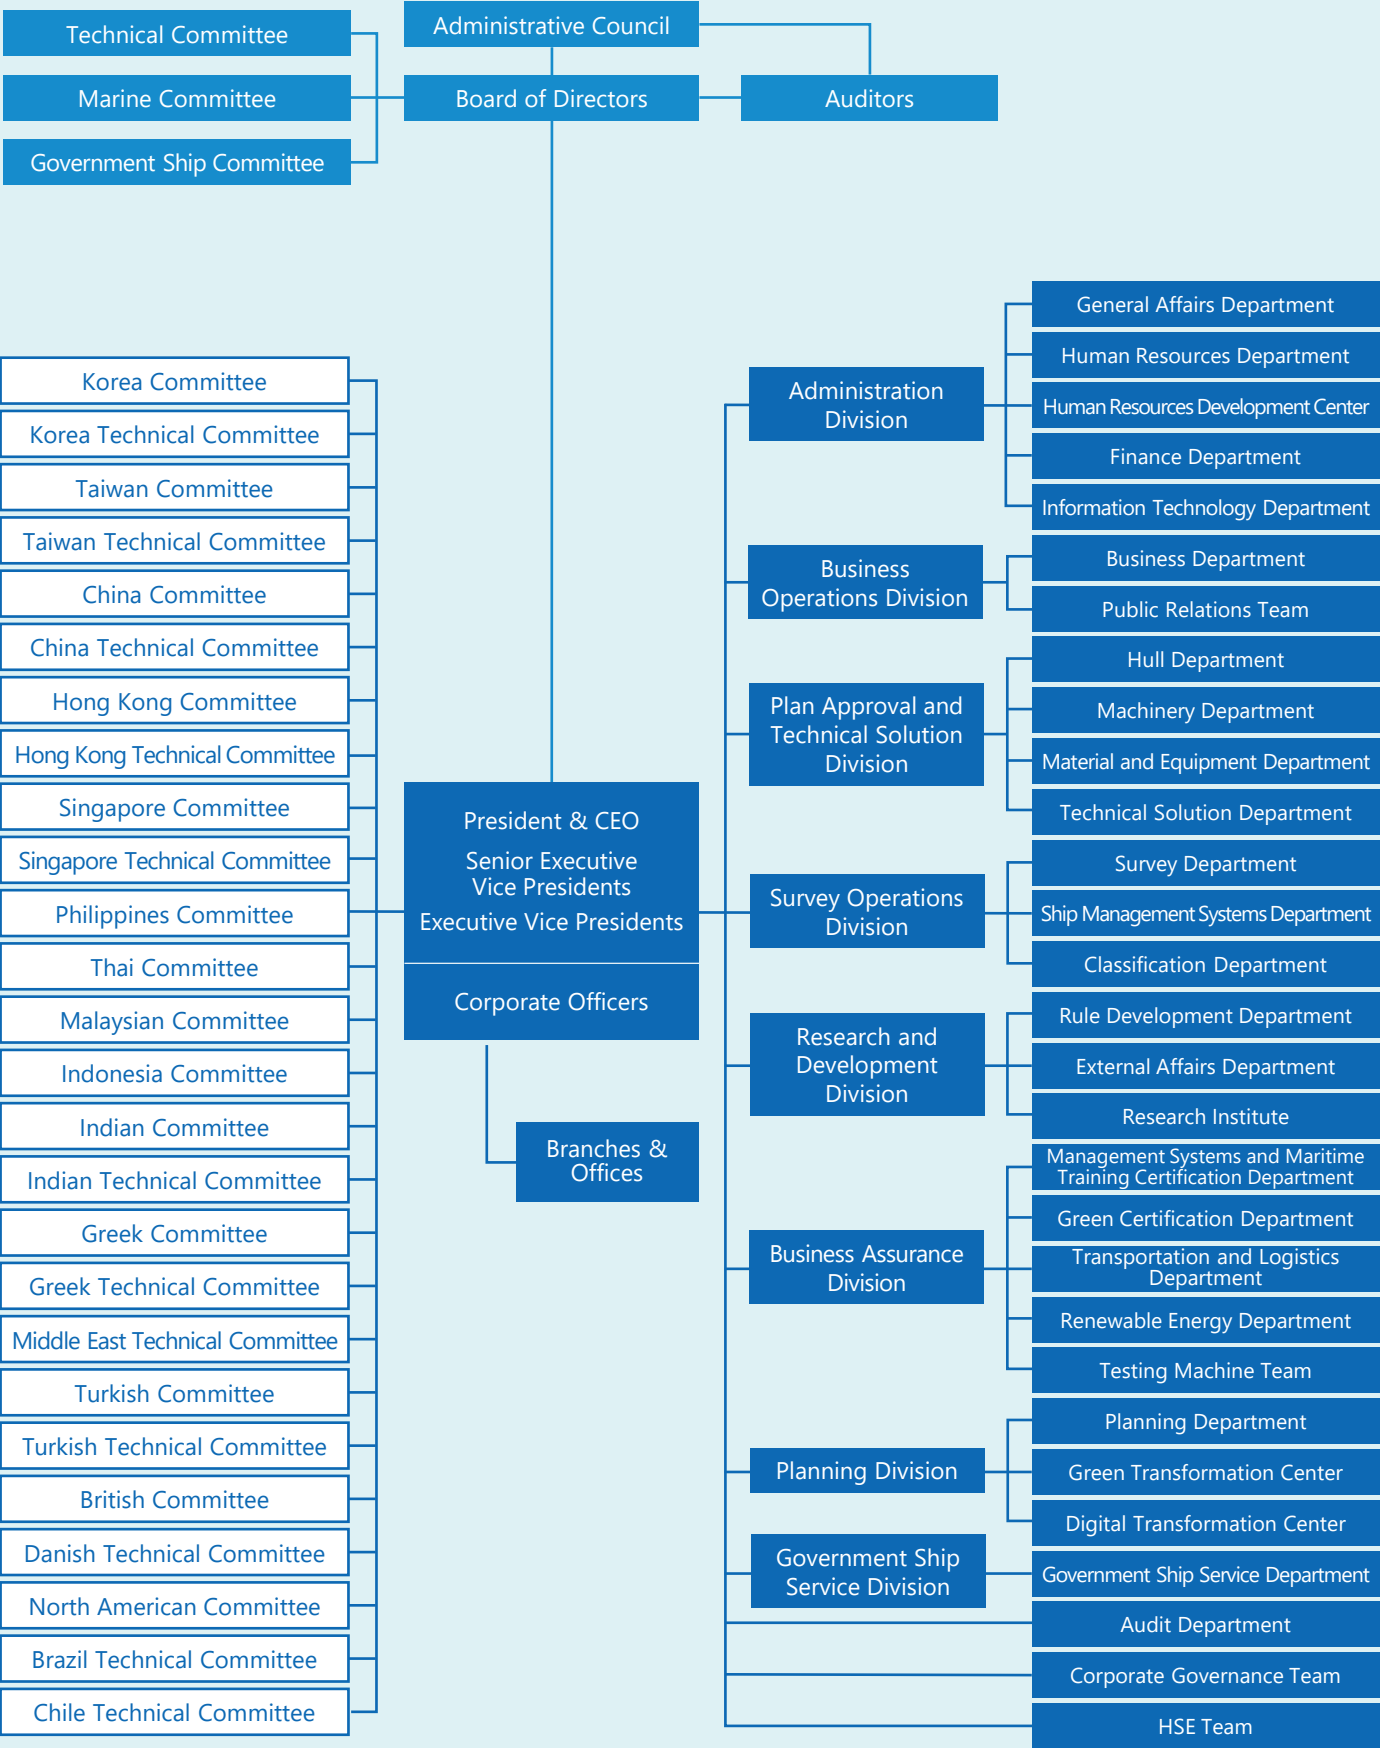 Technical Committee
Marine Committee
Government Ship Committee
Administrative Council
Board of Directors
Auditors
Korea Committee
Korea Technical Committee
Taiwan Committee
Taiwan Technical Committee
China Committee
China Technical Committee
Hong Kong Committee
Hong Kong Technical Committee
Singapore Committee
Singapore Technical Committee
Philippines Committee
Thai Committee
Malaysian Committee
Indonesia Committee
Indian Committee
Indian Technical Committee
Greek Committee
Greek Technical Committee
Middle East Technical Committee
Turkish Committee
Turkish Technical Committee
British Committee
Danish Technical Committee
North American Committee
Brazil Technical Committee
Chile Technical Committee
President & CEO
Senior Executive
Vice Presidents
Executive Vice Presidents
Corporate Officers
Branches &
Offices
Administration
Division
General Affairs Department
Human Resources Department
Human Resources Development Center
Finance Department
Information Technology Department
Business
Operations Division
Business Department
Public Relations Team
Plan Approval and
Technical Solution
Division
Hull Department
Machinery Department
Material and Equipment Department
Technical Solution Department
Survey Operations
Division
Survey Department
Ship Management Systems Department
Classification Department
Research and
Development
Division
Rule Development Department
External Affairs Department
Research Institute
Business Assurance
Division
Management Systems and Maritime
Training Certification Department
Green Certification Department
Transportation and Logistics
Department
Renewable Energy Department
Testing Machine Team
Planning Division
Planning Department
Green Transformation Center
Digital Transformation Center
Government Ship
Service Division
Government Ship Service Department
Audit Department
Corporate Governance Team
HSE Team